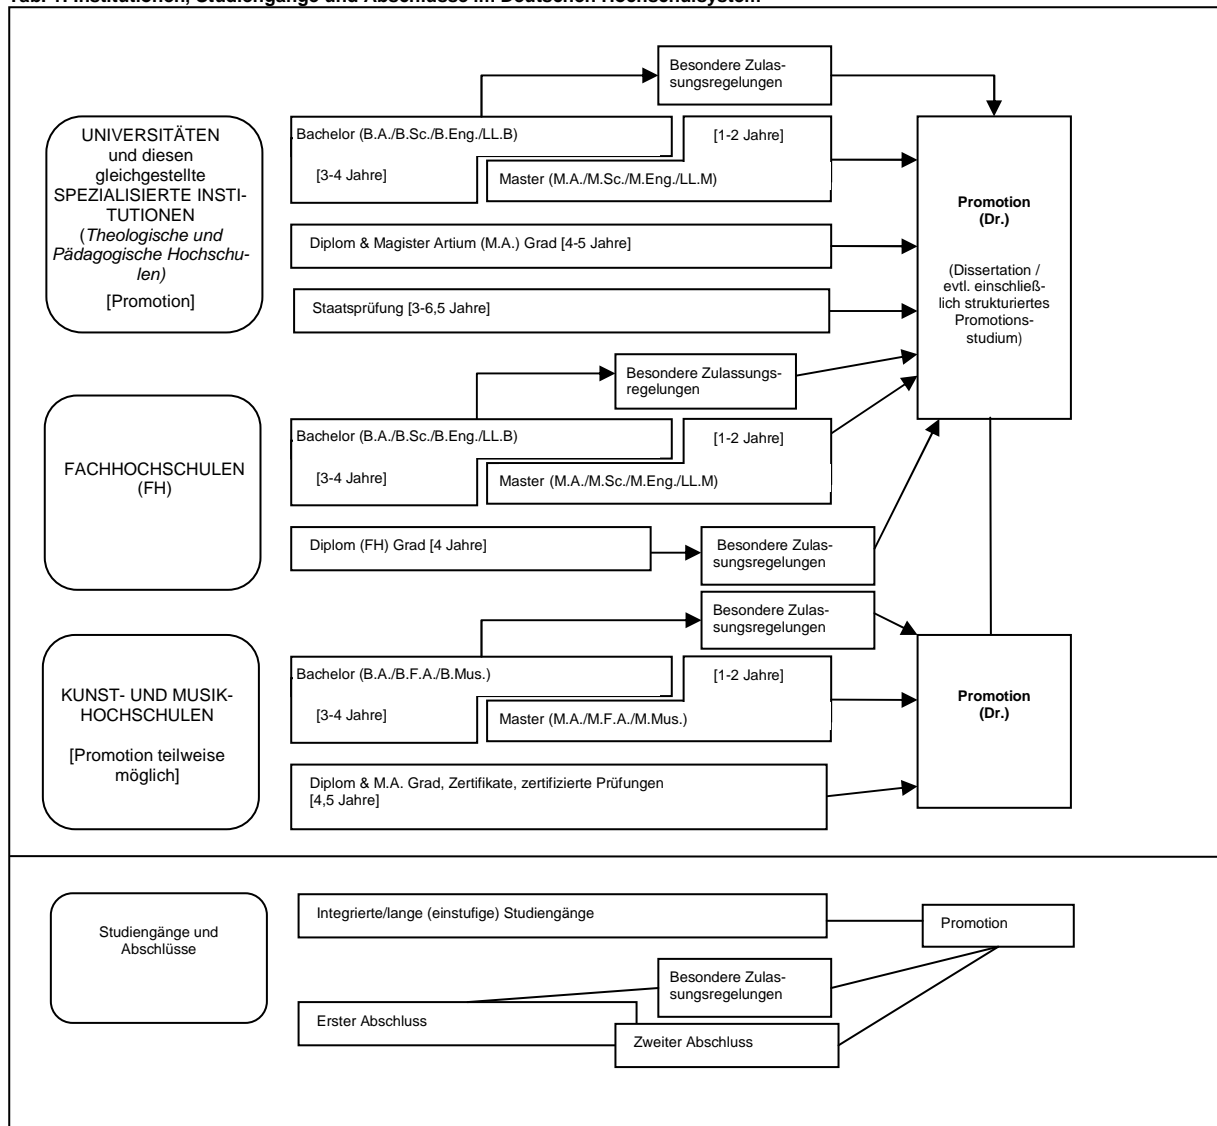 Tab. 1: Institutionen, Studiengänge und Abschlüsse im Deutschen Hochschulsystem
Besondere Zulas-
sungsregelungen
UNIVERSITÄTEN
und diesen
gleichgestellte
SPEZIALISIERTE INSTI-
TUTIONEN
(Theologische und
Pädagogische Hochschu-
len)
[Promotion]
Bachelor (B.A./B.Sc./B.Eng./LL.B)
[3-4 Jahre]
[1-2 Jahre]
Master (M.A./M.Sc./M.Eng./LL.M)
Diplom & Magister Artium (M.A.) Grad [4-5 Jahre]
Staatsprüfung [3-6,5 Jahre]
Promotion
(Dr.)
(Dissertation /
evtl. einschließ-
lich strukturiertes
Promotions-
studium)
Besondere Zulassungs-
regelungen
FACHHOCHSCHULEN
(FH)
Bachelor (B.A./B.Sc./B.Eng./LL.B)
[3-4 Jahre]
[1-2 Jahre]
Master (M.A./M.Sc./M.Eng./LL.M)
Diplom (FH) Grad [4 Jahre]
Besondere Zulas-
sungsregelungen
Besondere Zulas-
sungsregelungen
KUNST- UND MUSIK-
HOCHSCHULEN
[Promotion teilweise
möglich]
Bachelor (B.A./B.F.A./B.Mus.)
[3-4 Jahre]
[1-2 Jahre]
Master (M.A./M.F.A./M.Mus.)
Diplom & M.A. Grad, Zertifikate, zertifizierte Prüfungen
[4,5 Jahre]
Promotion
(Dr.)
Studiengänge und
Abschlüsse
Integrierte/lange (einstufige) Studiengänge
Promotion
Besondere Zulas-
sungsregelungen
Erster Abschluss
Zweiter Abschluss